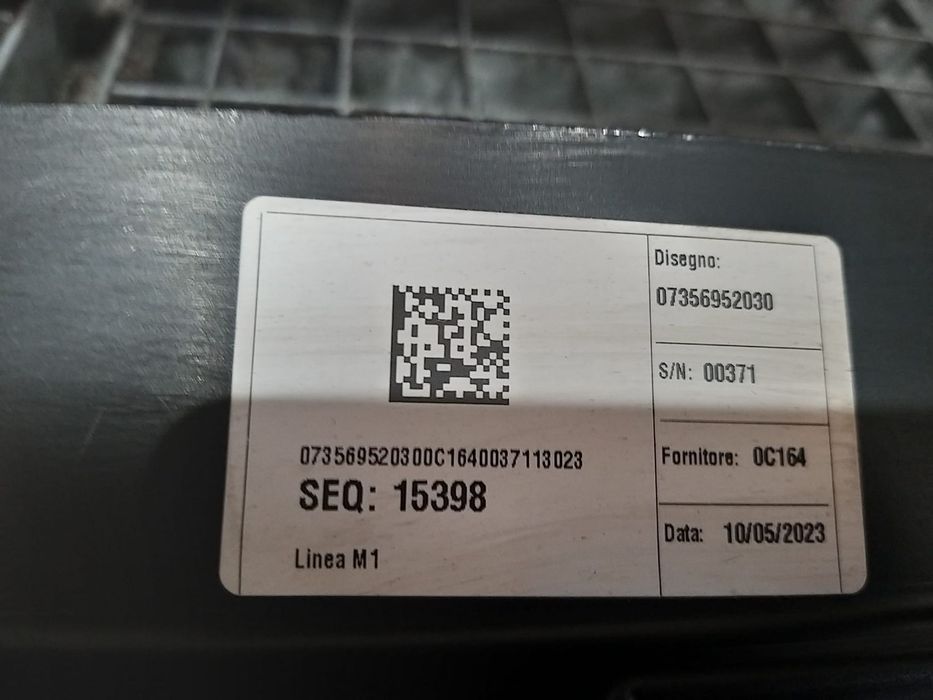 073569520300C1640037113023
SEQ: 15398
Linea M1
Disegno:
07356952030
S/N: 00371
Fornitore: 0C164
Data: 10/05/2023